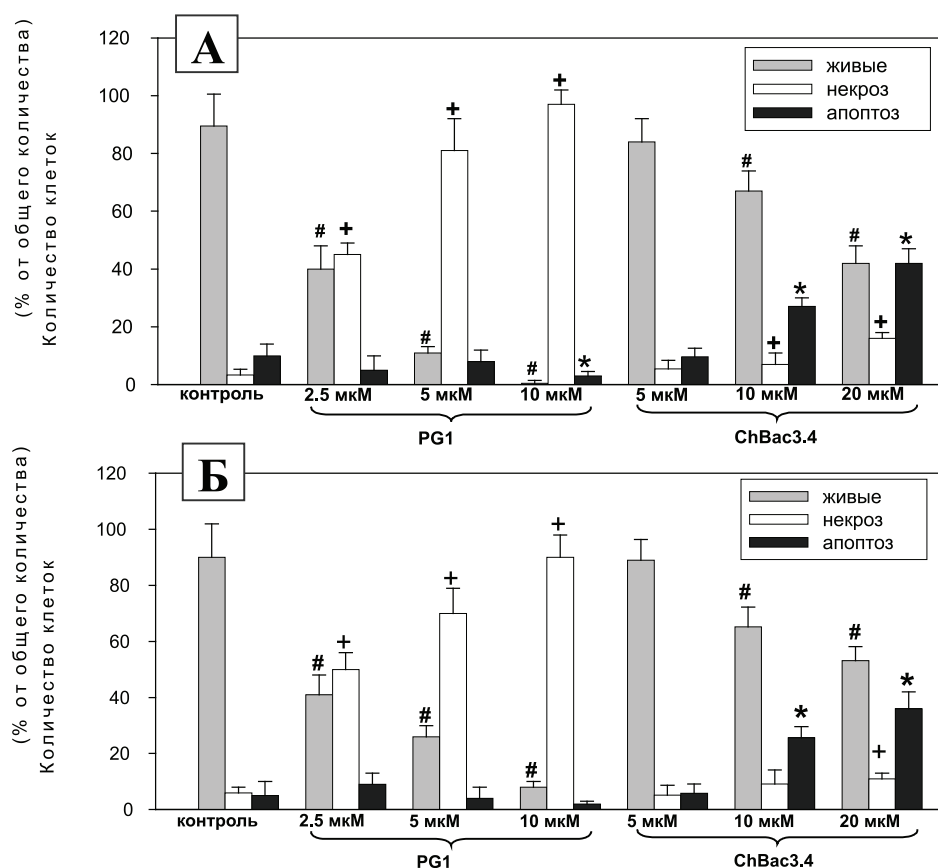 А
120
100
80
60
40
20
0
(% от общего количества)
Количество клеток
живые
некроз
апоптоз
# + # + # + * # + * # + *
контроль 2.5 мкМ 5 мкМ 10 мкМ 5 мкМ 10 мкМ 20 мкМ
PG1 ChBac3.4
Б
120
100
80
60
40
20
0
(% от общего количества)
Количество клеток
живые
некроз
апоптоз
# + # + # + # * # + *
контроль 2.5 мкМ 5 мкМ 10 мкМ 5 мкМ 10 мкМ 20 мкМ
PG1 ChBac3.4